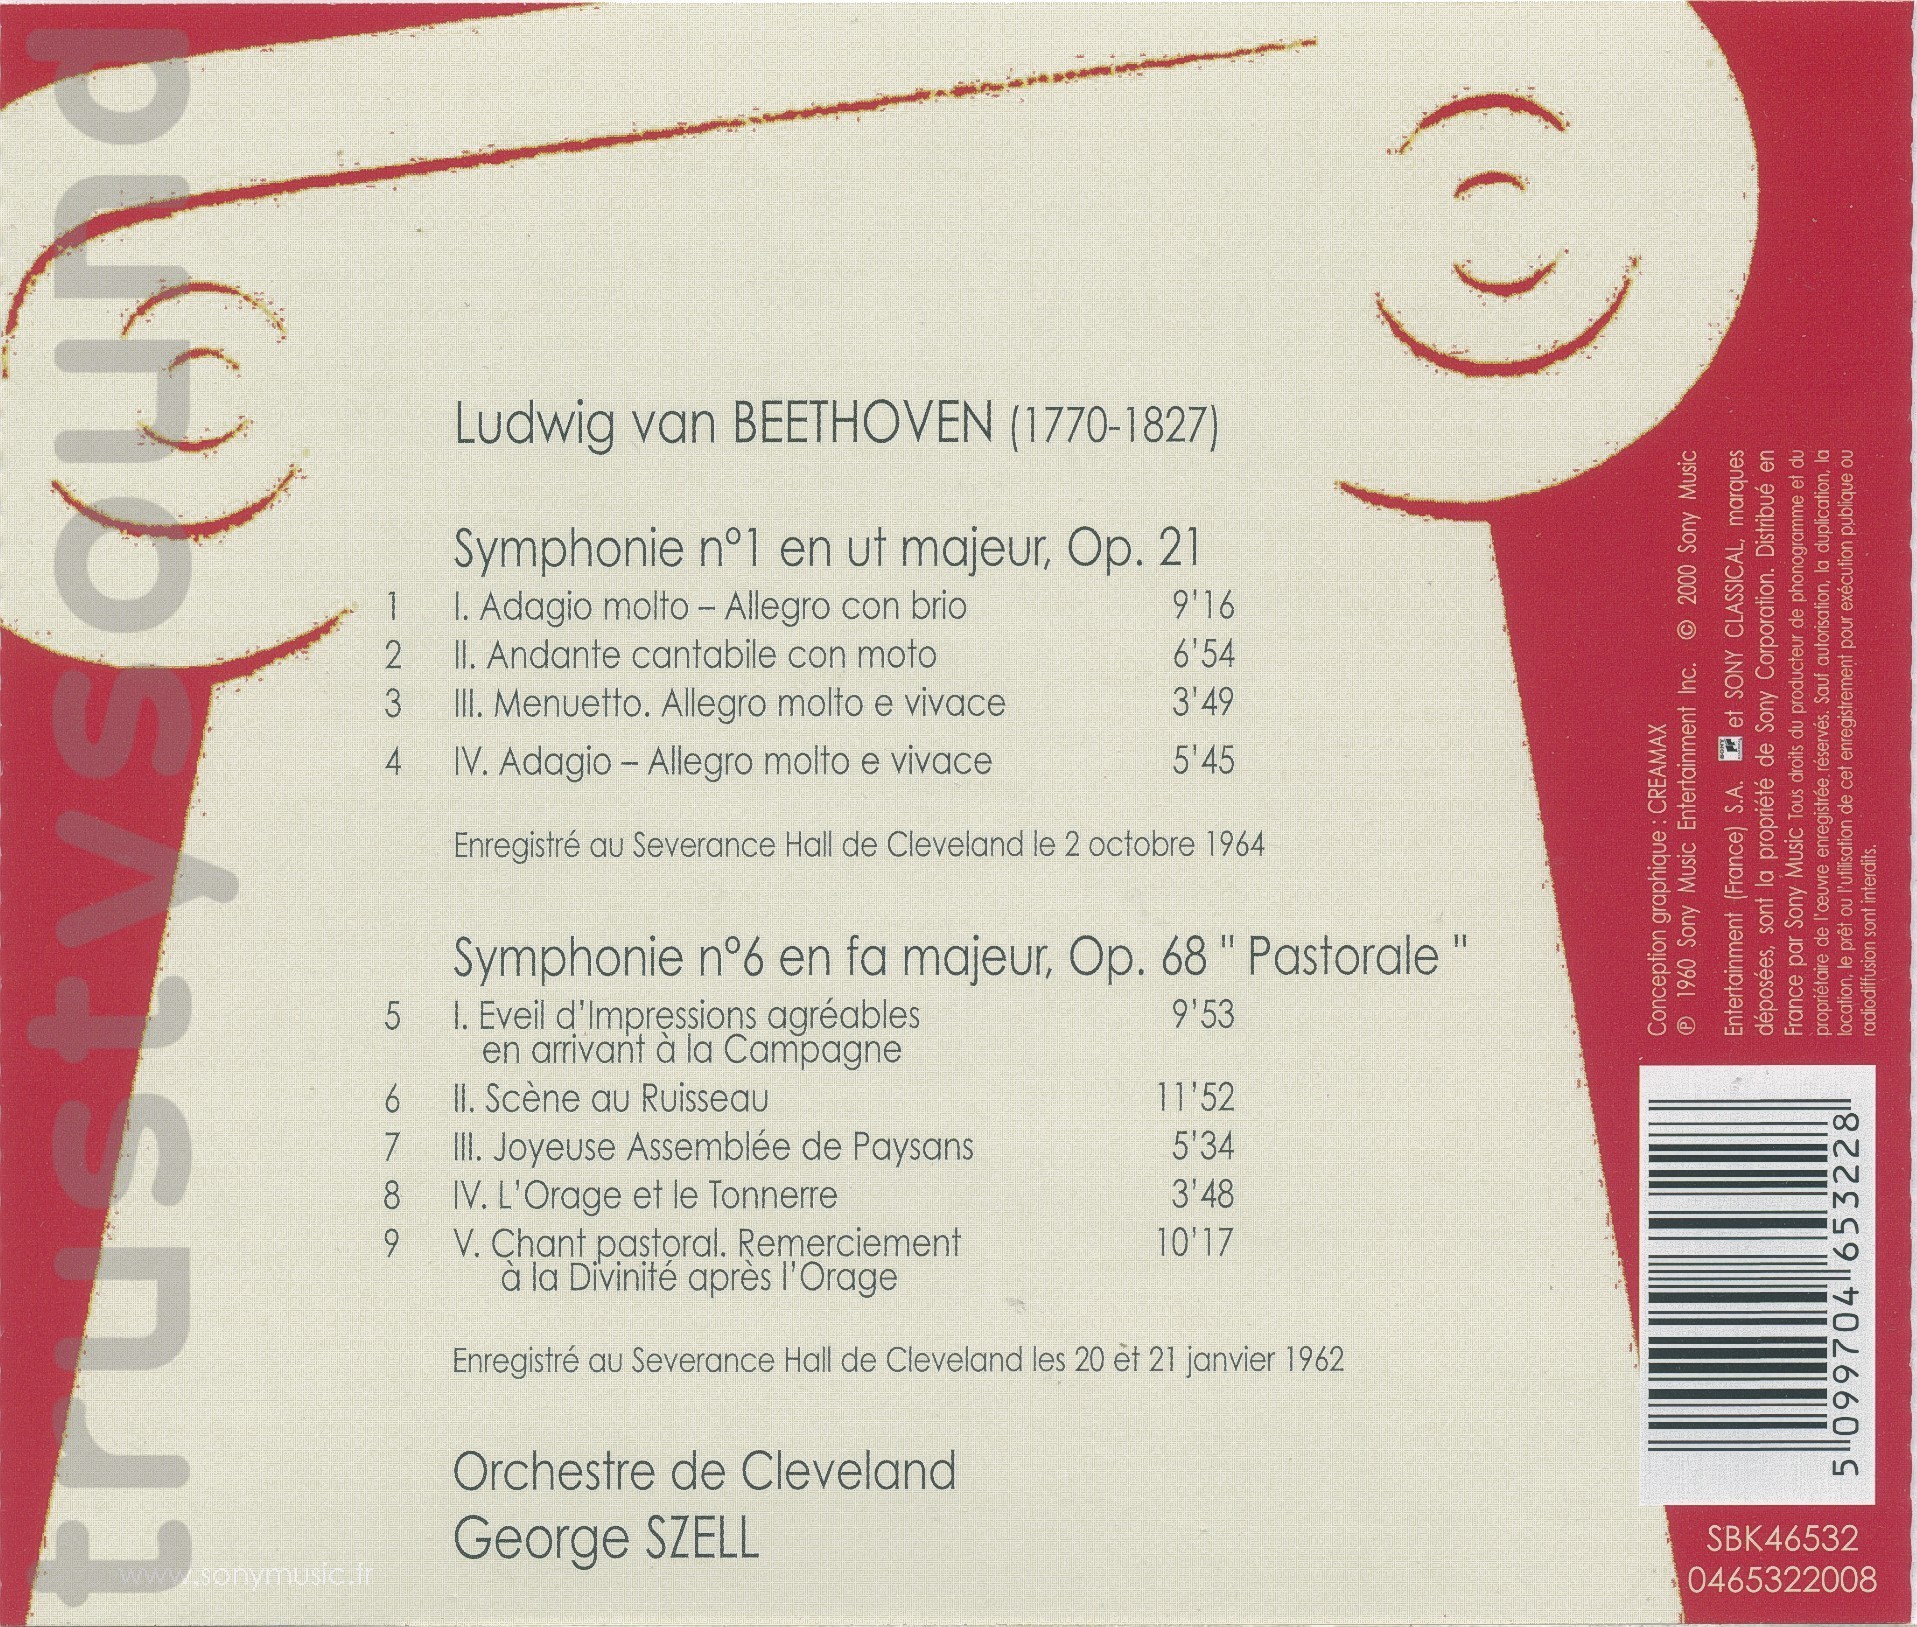 Ludwig van BEETHOVEN (1770-1827)
Symphonie n°1 en ut majeur, Op. 21
1 I. Adagio molto – Allegro con brio 9'16
2 II. Andante cantabile con moto 6'54
3 III. Menuetto. Allegro molto e vivace 3'49
4 IV. Adagio – Allegro molto e vivace 5'45
Enregistré au Severance Hall de Cleveland le 2 octobre 1964
Symphonie n°6 en fa majeur, Op. 68 " Pastorale "
5 I. Eveil d'Impressions agréables 9'53
en arrivant à la Campagne
6 II. Scène au Ruisseau 11'52
7 III. Joyeuse Assemblée de Paysans 5'34
8 IV. L'Orage et le Tonnerre 3'48
9 V. Chant pastoral. Remerciement 10'17
à la Divinité après l'Orage
Enregistré au Severance Hall de Cleveland les 20 et 21 janvier 1962
Orchestre de Cleveland
George SZELL
www.sonymusic.fr
trustysound
Conception graphique : CREAMAX
℗ 1960 Sony Music Entertainment Inc. © 2000 Sony Music
Entertainment (France) S.A. SONY et SONY CLASSICAL, marques
déposées, sont la propriété de Sony Corporation. Distribué en
France par Sony Music Tous droits du producteur de phonogramme et du
propriétaire de l'œuvre enregistrée réservés. Sauf autorisation, la duplication, la
location, le prêt ou l'utilisation de cet enregistrement pour exécution publique ou
radiodiffusion sont interdits.
5 099704 653228
SBK46532
0465322008